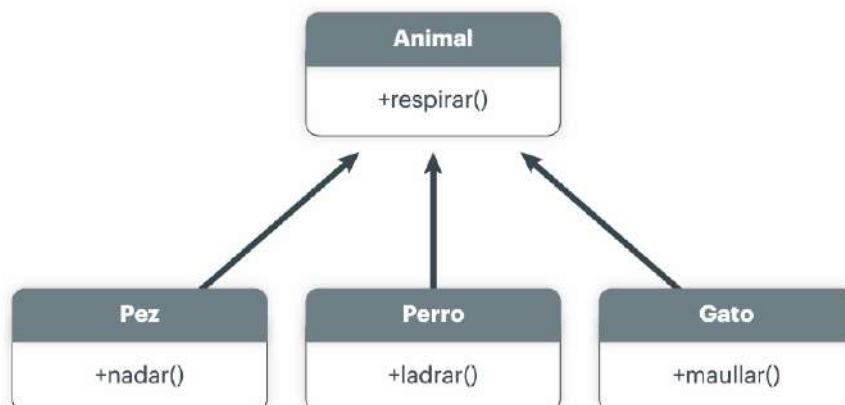 Animal
+respirar()
Pez
Perro
Gato
+nadar()
+ladrar()
+maullar()